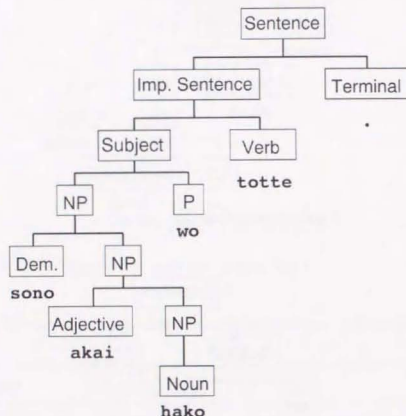 Sentence
Imp. Sentence Terminal
.
Subject Verb
totte
NP P
wo
Dem. NP
sono
Adjective NP
akai
Noun
hako